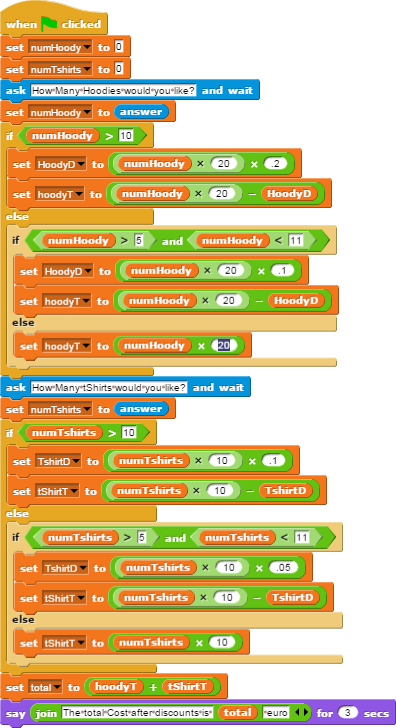 when clicked
set numHoody to 0
set numTshirts to 0
ask How Many Hoodies would you like? and wait
set numHoody to answer
if numHoody > 10
set HoodyD to numHoody × 20 × .2
set hoodyT to numHoody × 20 − HoodyD
else
if numHoody > 5 and numHoody < 11
set HoodyD to numHoody × 20 × .1
set hoodyT to numHoody × 20 − HoodyD
else
set hoodyT to numHoody × 20
ask How Many tShirts would you like? and wait
set numTshirts to answer
if numTshirts > 10
set TshirtD to numTshirts × 10 × .1
set tShirtT to numTshirts × 10 − TshirtD
else
if numTshirts > 5 and numTshirts < 11
set TshirtD to numTshirts × 10 × .05
set tShirtT to numTshirts × 10 − TshirtD
else
set tShirtT to numTshirts × 10
set total to hoodyT + tShirtT
say join The total Cost after discounts is total euro for 3 secs